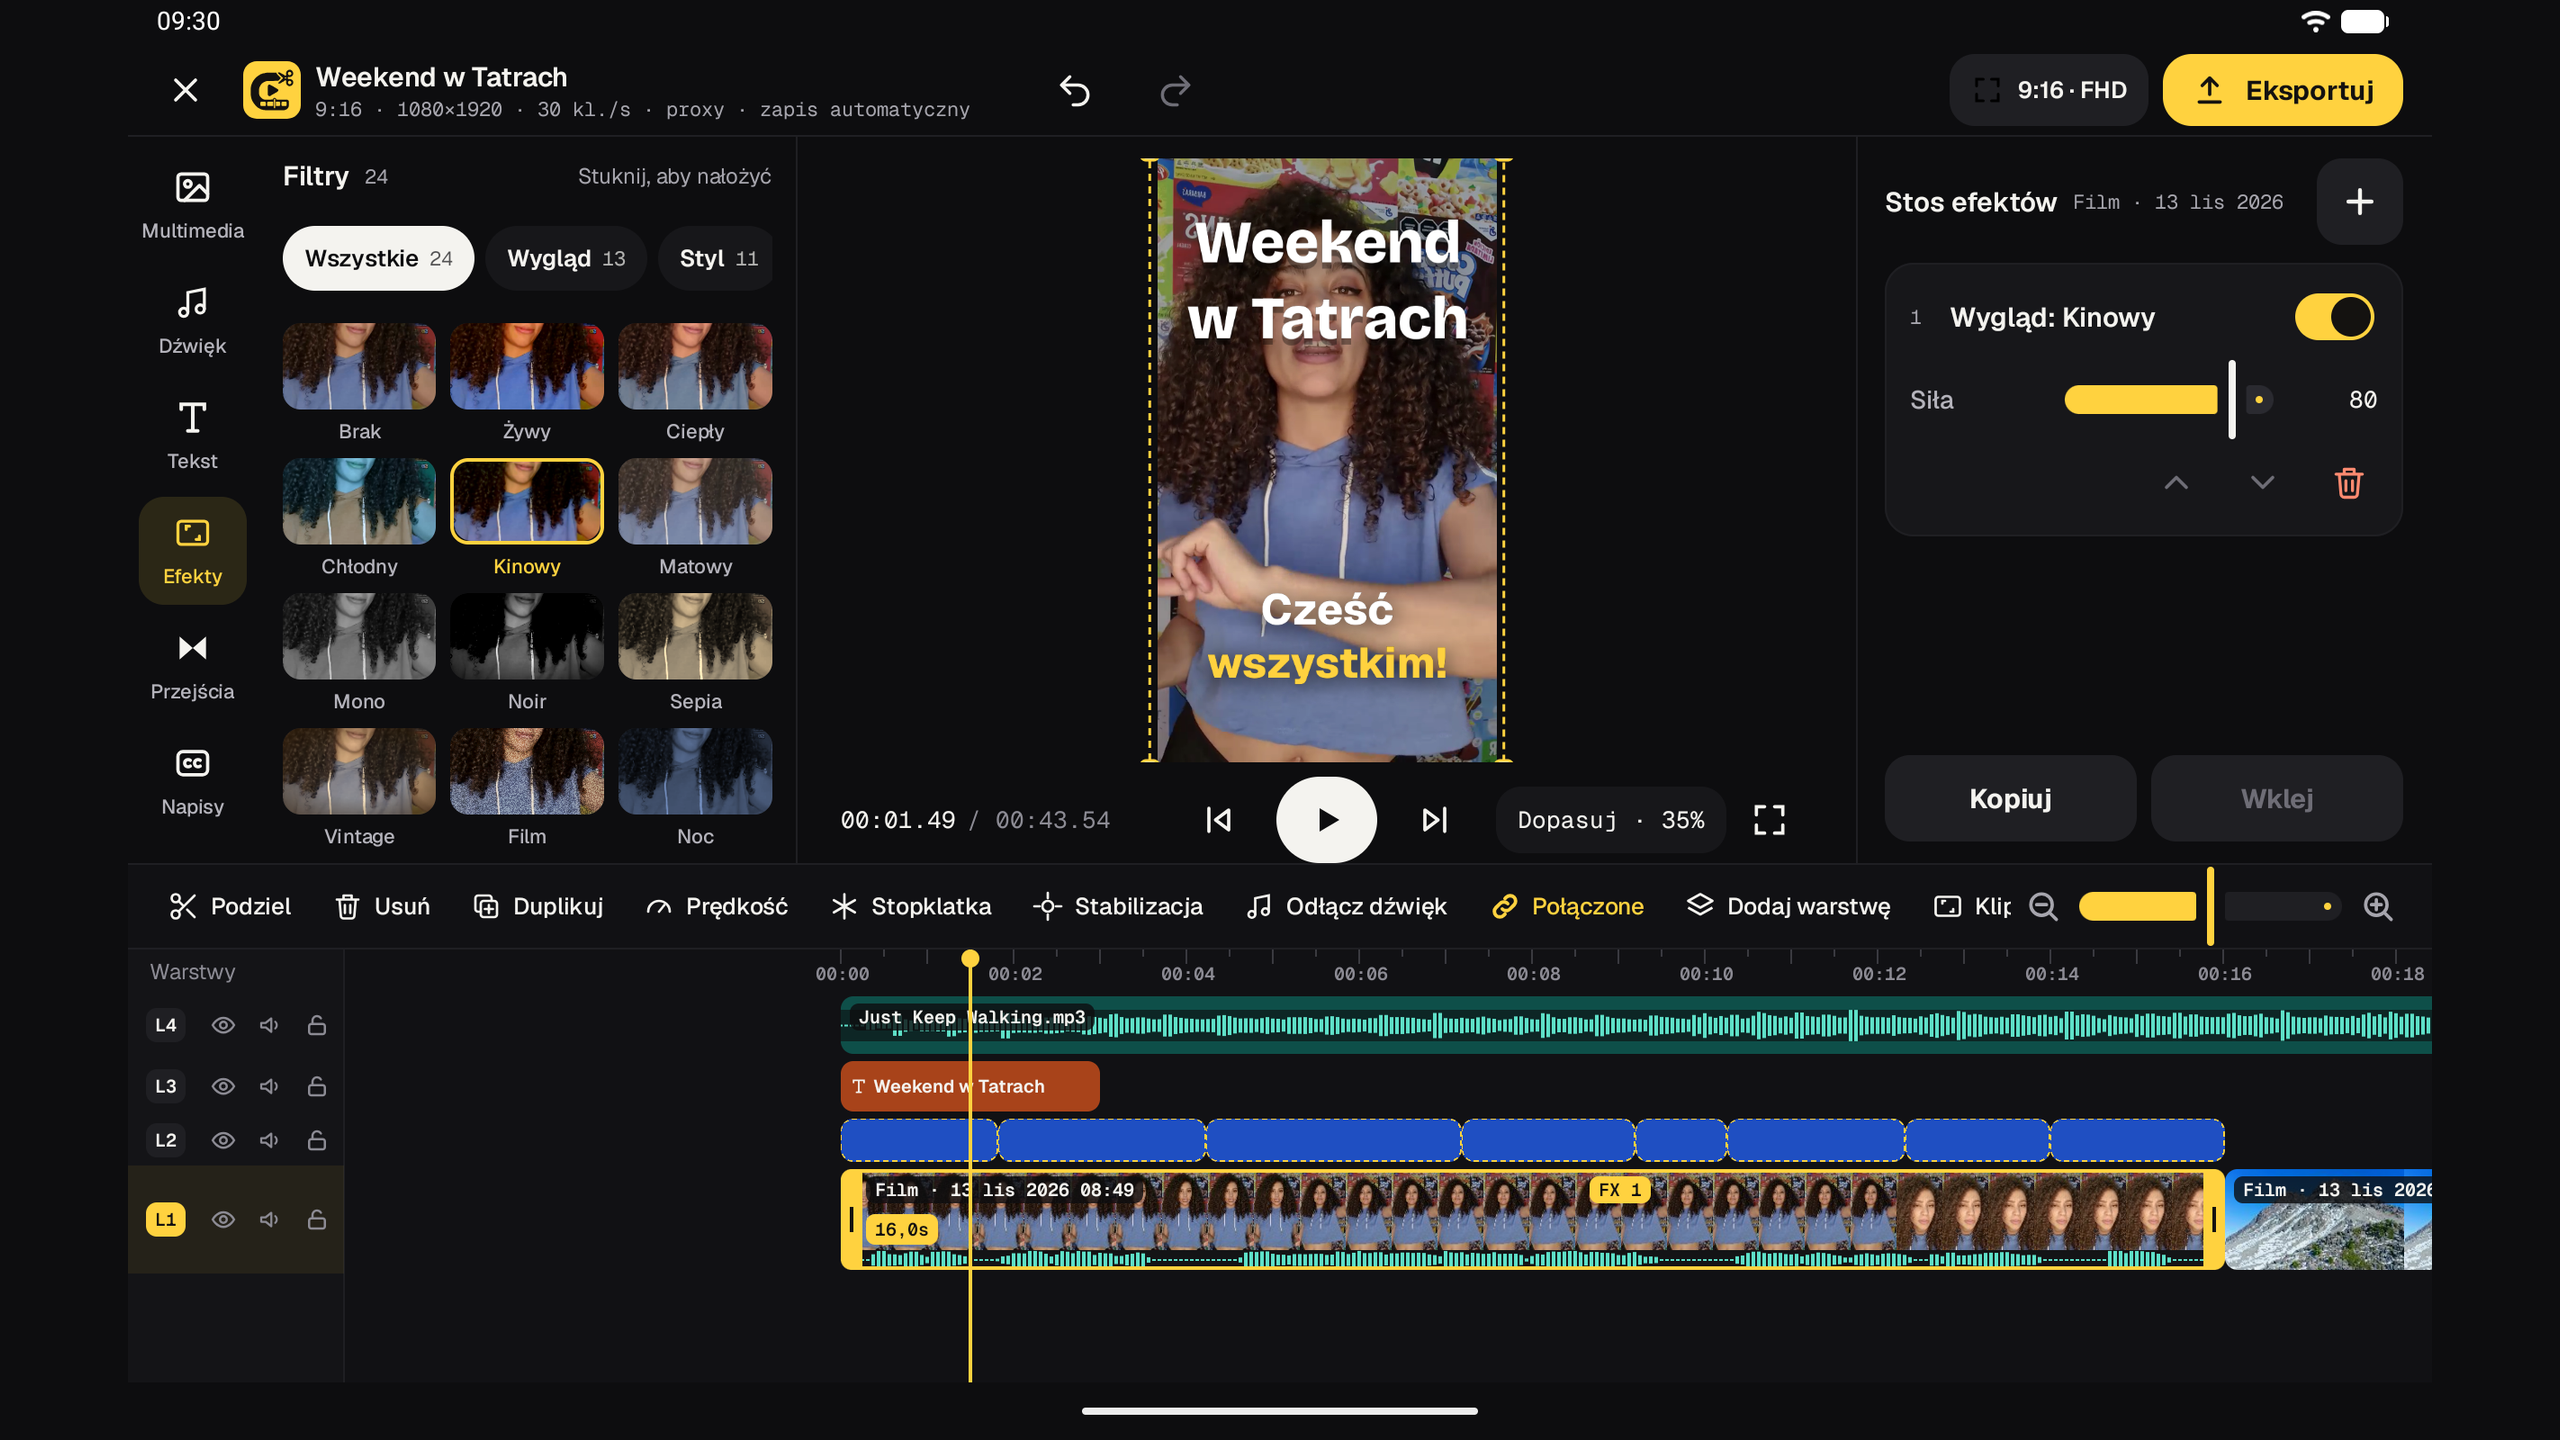 09:30
Weekend w Tatrach
9:16 · 1080×1920 · 30 kl./s · proxy · zapis automatyczny
9:16 · FHD
Eksportuj
Multimedia
Dźwięk
Tekst
Efekty
Przejścia
Napisy
Filtry 24
Stuknij, aby nałożyć
Wszystkie 24
Wygląd 13
Styl 11
Brak
Żywy
Ciepły
Chłodny
Kinowy
Matowy
Mono
Noir
Sepia
Vintage
Film
Noc
Weekend
w Tatrach
Cześć
wszystkim!
00:01.49 / 00:43.54
Dopasuj · 35%
Stos efektów Film · 13 lis 2026
1 Wygląd: Kinowy
Siła 80
Kopiuj
Wklej
Podziel
Usuń
Duplikuj
Prędkość
Stopklatka
Stabilizacja
Odłącz dźwięk
Połączone
Dodaj warstwę
Warstwy
00:00 00:02 00:04 00:06 00:08 00:10 00:12 00:14 00:16 00:18
L4
Just Keep Walking.mp3
L3
Weekend w Tatrach
L2
L1
Film · 13 lis 2026 08:49
FX 1
16,0s
Film · 13 lis 2026